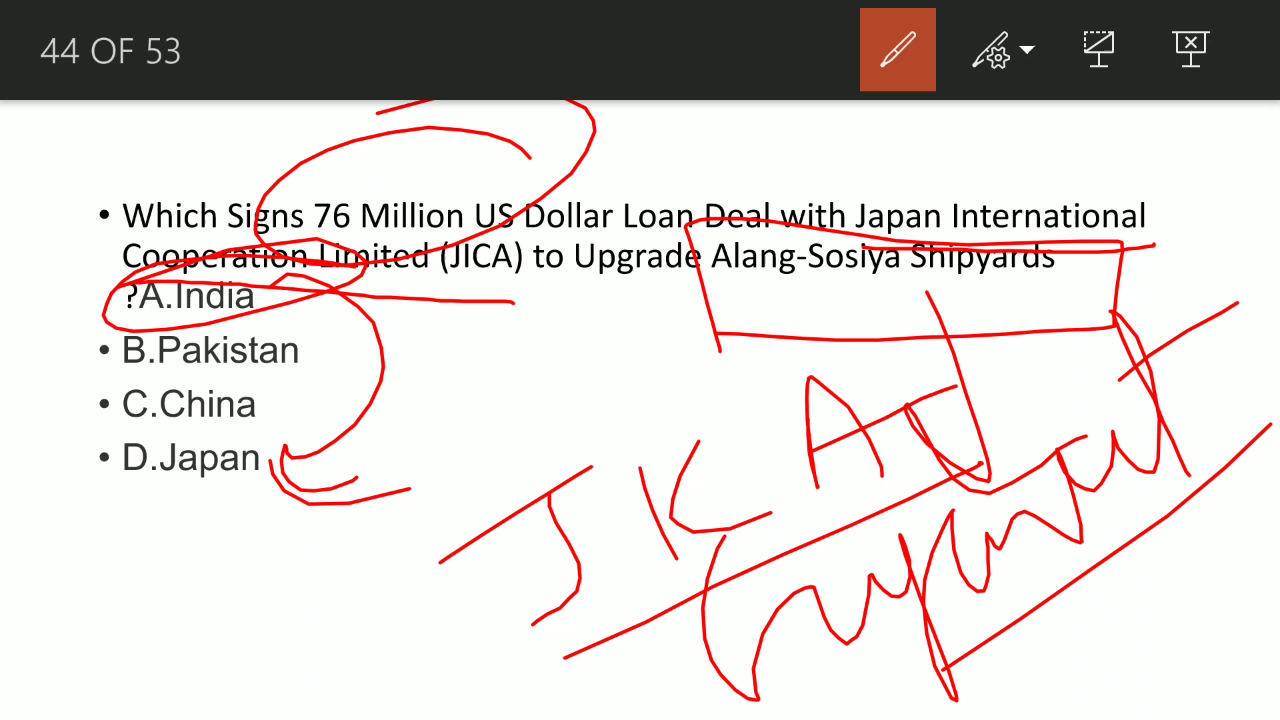 44 OF 53
• Which Signs 76 Million US Dollar Loan Deal with Japan International
Cooperation Limited (JICA) to Upgrade Alang-Sosiya Shipyards
?A.India
• B.Pakistan
• C.China
• D.Japan
JK